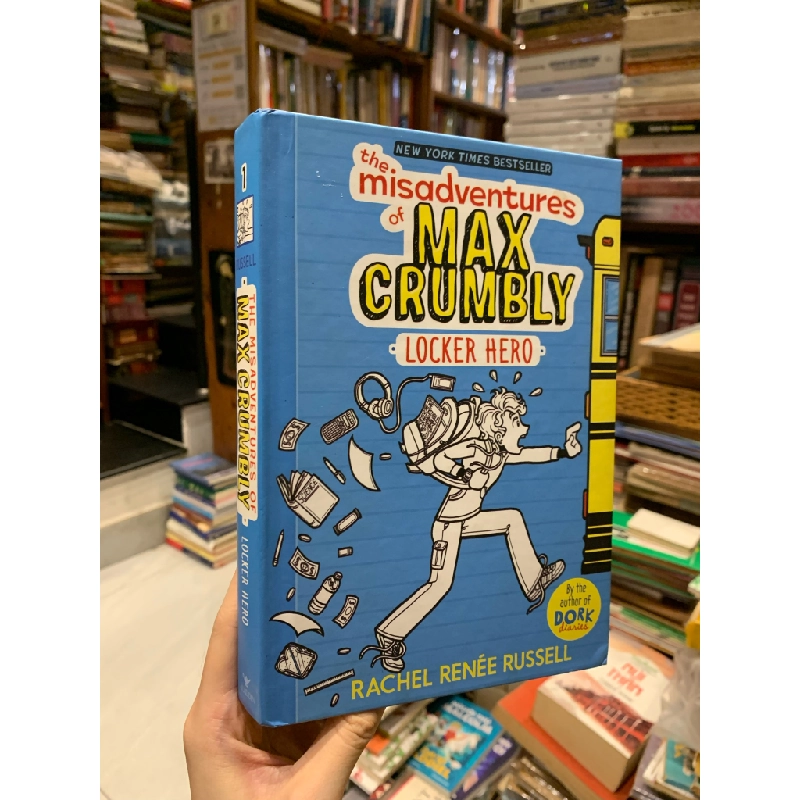 NEW YORK TIMES BESTSELLER
the
misadventures
of
MAX
CRUMBLY
LOCKER HERO
By the
author of
DORK
diaries
RACHEL RENÉE RUSSELL
1
RUSSELL
THE MISADVENTURES OF
MAX CRUMBLY
LOCKER HERO